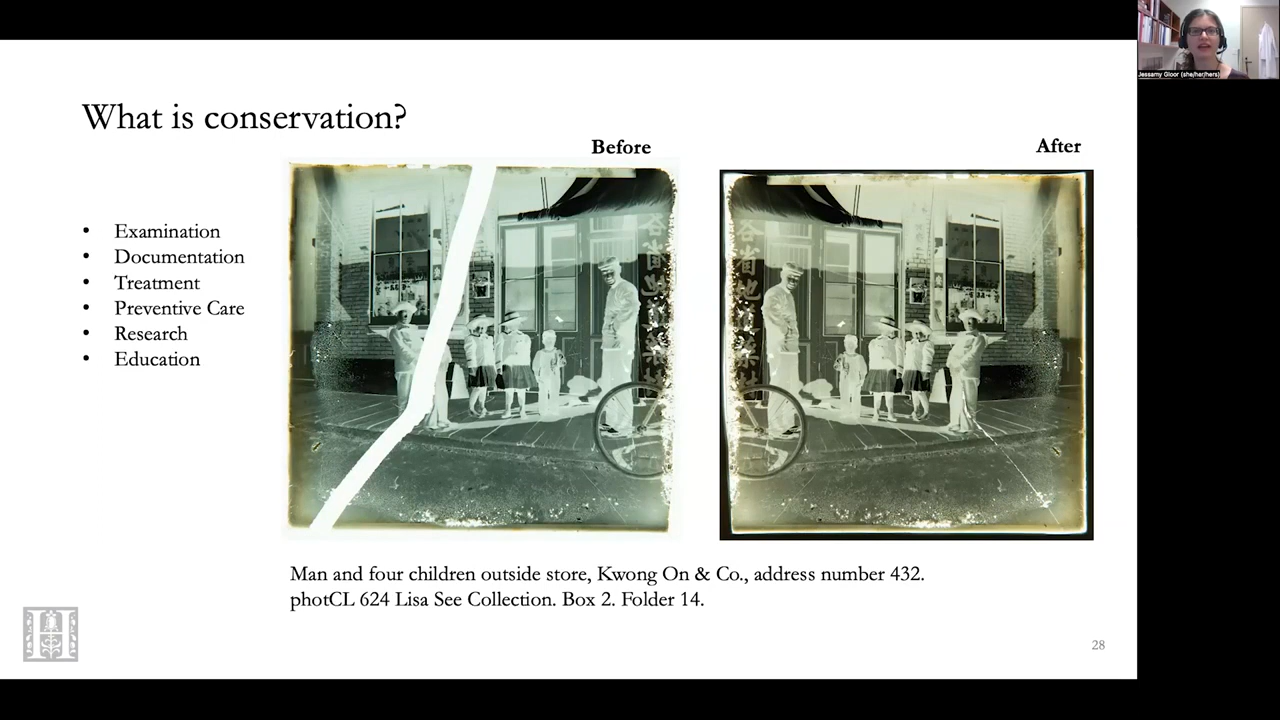 What is conservation?
Before
After
• Examination
• Documentation
• Treatment
• Preventive Care
• Research
• Education
Man and four children outside store, Kwong On & Co., address number 432.
photCL 624 Lisa See Collection. Box 2. Folder 14.
H
28
Jessamy Gloor (she/her/hers)